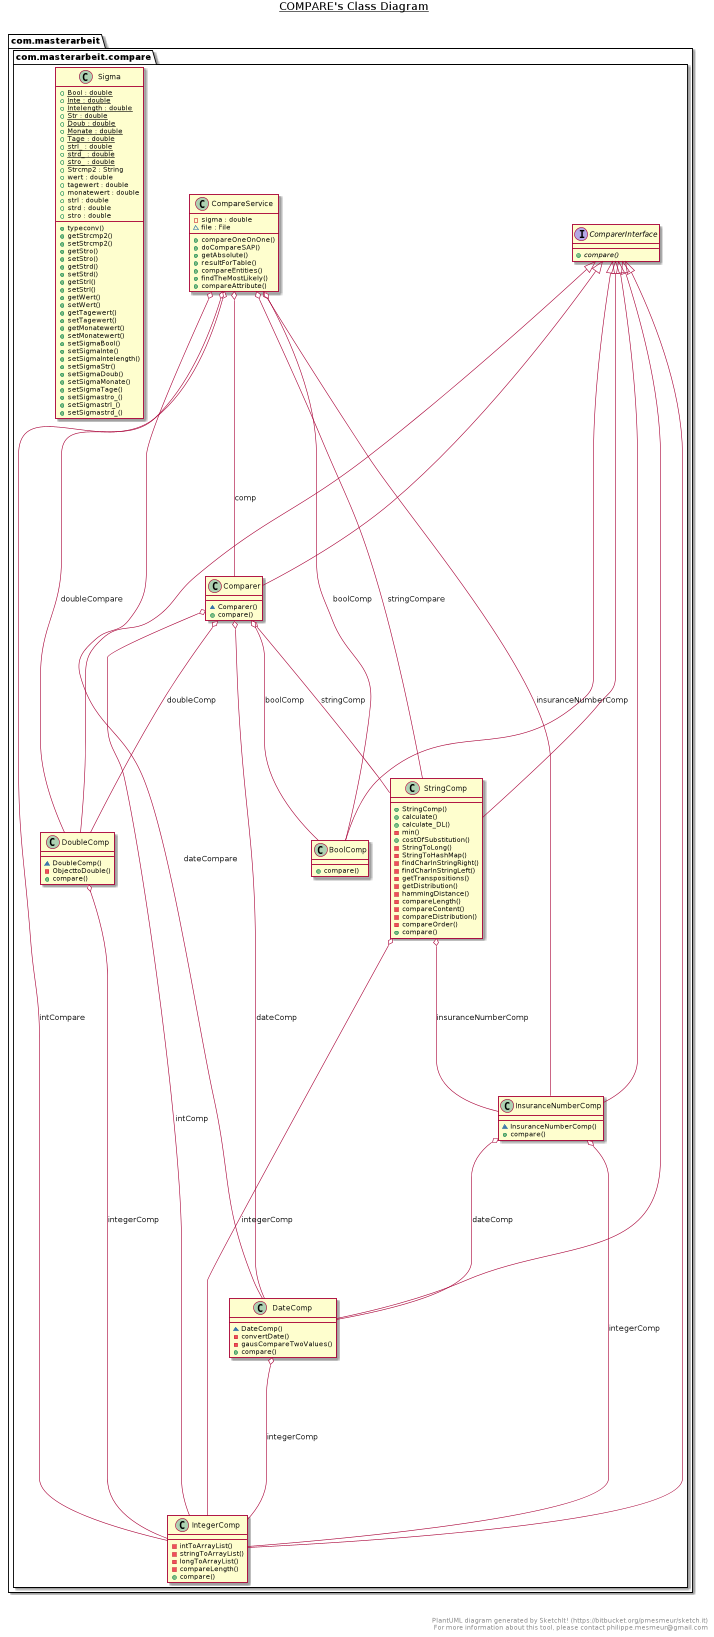 COMPARE's Class Diagram
com.masterarbeit
com.masterarbeit.compare
Sigma
Bool : double
Inte : double
Intelength : double
Str : double
Doub : double
Monate : double
Tage : double
strl_ : double
strd_ : double
stro_ : double
Strcmp2 : String
wert : double
tagewert : double
monatewert : double
strl : double
strd : double
stro : double
typeconv()
getStrcmp2()
setStrcmp2()
getStro()
setStro()
getStrd()
setStrd()
getStrl()
setStrl()
getWert()
setWert()
getTagewert()
setTagewert()
getMonatewert()
setMonatewert()
setSigmaBool()
setSigmaInte()
setSigmaIntelength()
setSigmaStr()
setSigmaDoub()
setSigmaMonate()
setSigmaTage()
setSigmastro_()
setSigmastrl_()
setSigmastrd_()
CompareService
sigma : double
file : File
compareOneOnOne()
doCompareSAP()
getAbsolute()
resultForTable()
compareEntities()
findTheMostLikely()
compareAttribute()
ComparerInterface
compare()
comp
Comparer
Comparer()
compare()
doubleCompare
boolComp
stringCompare
doubleComp
boolComp
stringComp
insuranceNumberComp
StringComp
StringComp()
calculate()
calculate_DL()
min()
costOfSubstitution()
StringToLong()
StringToHashMap()
findCharInStringRight()
findCharInStringLeft()
getTranspositions()
getDistribution()
hammingDistance()
compareLength()
compareContent()
compareDistribution()
compareOrder()
compare()
DoubleComp
DoubleComp()
ObjecttoDouble()
compare()
BoolComp
compare()
dateCompare
intCompare
dateComp
insuranceNumberComp
InsuranceNumberComp
InsuranceNumberComp()
compare()
intComp
integerComp
integerComp
dateComp
DateComp
DateComp()
convertDate()
gausCompareTwoValues()
compare()
integerComp
integerComp
IntegerComp
intToArrayList()
stringToArrayList()
longToArrayList()
compareLength()
compare()
PlantUML diagram generated by SketchIt! (https://bitbucket.org/pmesmeur/sketch.it)
For more information about this tool, please contact philippe.mesmeur@gmail.com